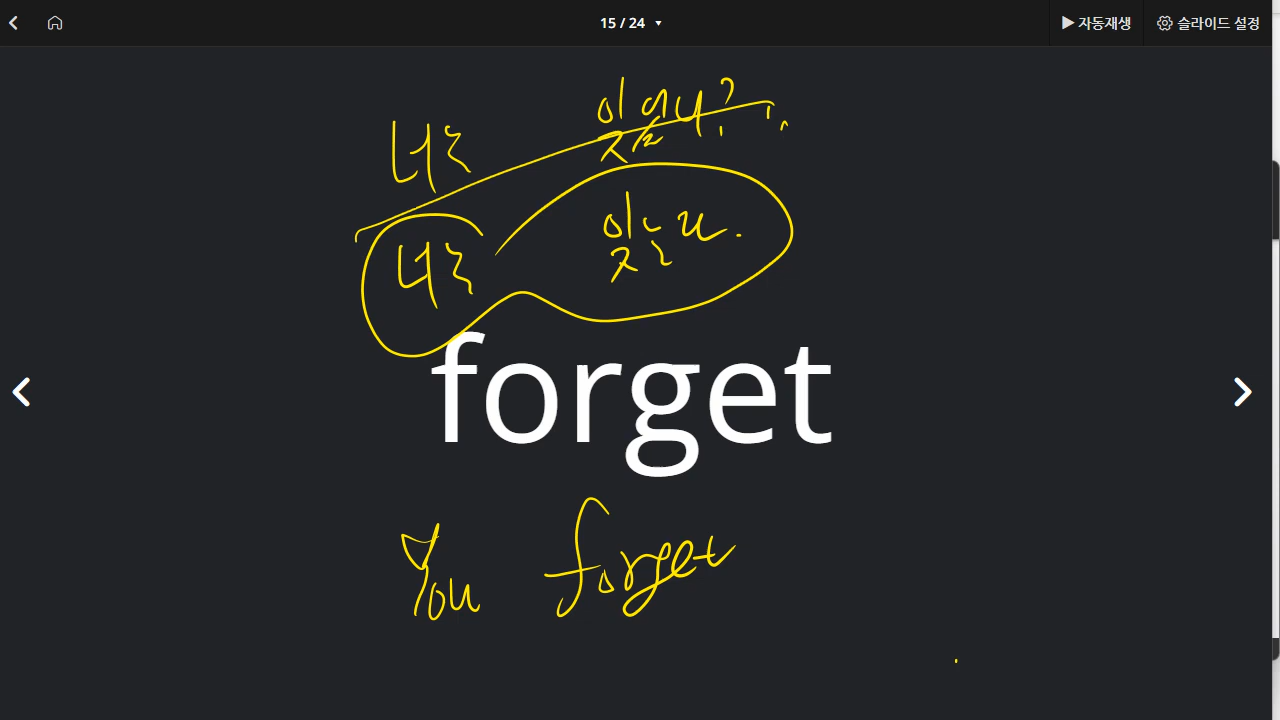 15 / 24
자동재생
슬라이드 설정
너는 잊었니?
너는 잊는다.
forget
You forget